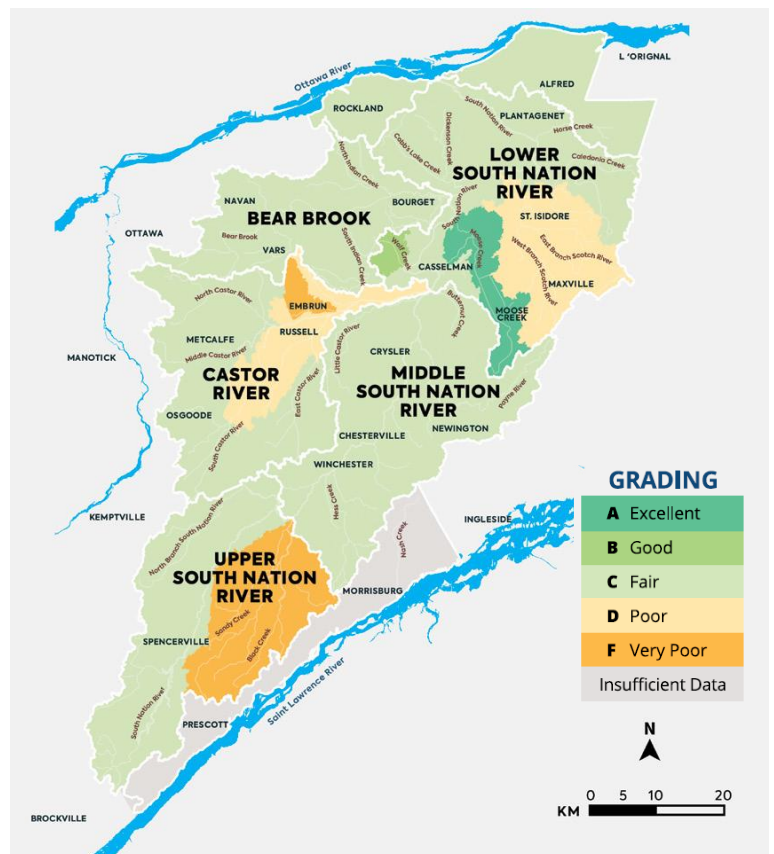 L 'ORIGNAL
Ottawa River
ALFRED
ROCKLAND
South Nation River
PLANTAGENET
Horse Creek
Dickenson Creek
Cobb's Lake Creek
LOWER
SOUTH NATION
RIVER
Caledonia Creek
North Indian Creek
NAVAN
BOURGET
South Nation River
ST. ISIDORE
BEAR BROOK
OTTAWA
Bear Brook
VARS
South Indian Creek
Wolf Creek
Moose Creek
East Branch Scotch River
West Branch Scotch River
CASSELMAN
MAXVILLE
North Castor River
EMBRUN
Butternut Creek
MOOSE
CREEK
RUSSELL
METCALFE
Little Castor River
MANOTICK
Middle Castor River
CRYSLER
CASTOR
RIVER
MIDDLE
SOUTH NATION
RIVER
East Castor River
Payne River
OSGOODE
NEWINGTON
CHESTERVILLE
South Castor River
WINCHESTER
GRADING
A Excellent
B Good
C Fair
D Poor
F Very Poor
Insufficient Data
KEMPTVILLE
North Branch South Nation River
Hess Creek
INGLESIDE
Nash Creek
UPPER
SOUTH NATION
RIVER
MORRISBURG
Sandy Creek
SPENCERVILLE
Black Creek
Saint Lawrence River
South Nation River
PRESCOTT
BROCKVILLE
N
0 5 10 20
KM